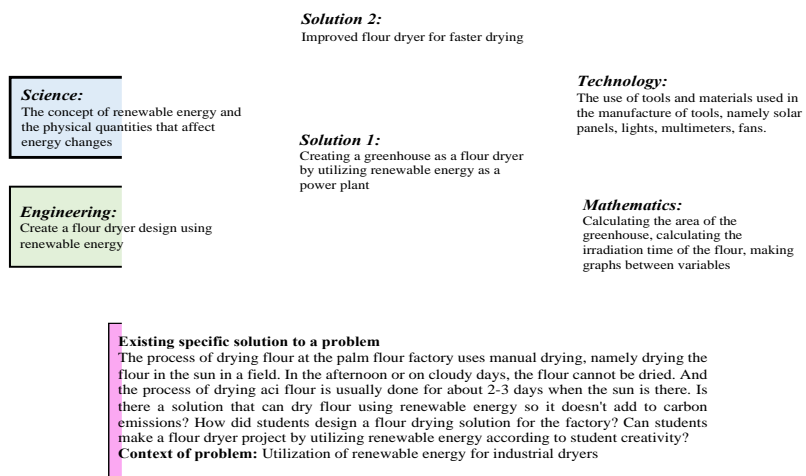 Solution 2:
Improved flour dryer for faster drying
Science:
The concept of renewable energy and
the physical quantities that affect
energy changes
Technology:
The use of tools and materials used in
the manufacture of tools, namely solar
panels, lights, multimeters, fans.
Solution 1:
Creating a greenhouse as a flour dryer
by utilizing renewable energy as a
power plant
Engineering:
Create a flour dryer design using
renewable energy
Mathematics:
Calculating the area of the
greenhouse, calculating the
irradiation time of the flour, making
graphs between variables
Existing specific solution to a problem
The process of drying flour at the palm flour factory uses manual drying, namely drying the
flour in the sun in a field. In the afternoon or on cloudy days, the flour cannot be dried. And
the process of drying aci flour is usually done for about 2-3 days when the sun is there. Is
there a solution that can dry flour using renewable energy so it doesn't add to carbon
emissions? How did students design a flour drying solution for the factory? Can students
make a flour dryer project by utilizing renewable energy according to student creativity?
Context of problem: Utilization of renewable energy for industrial dryers